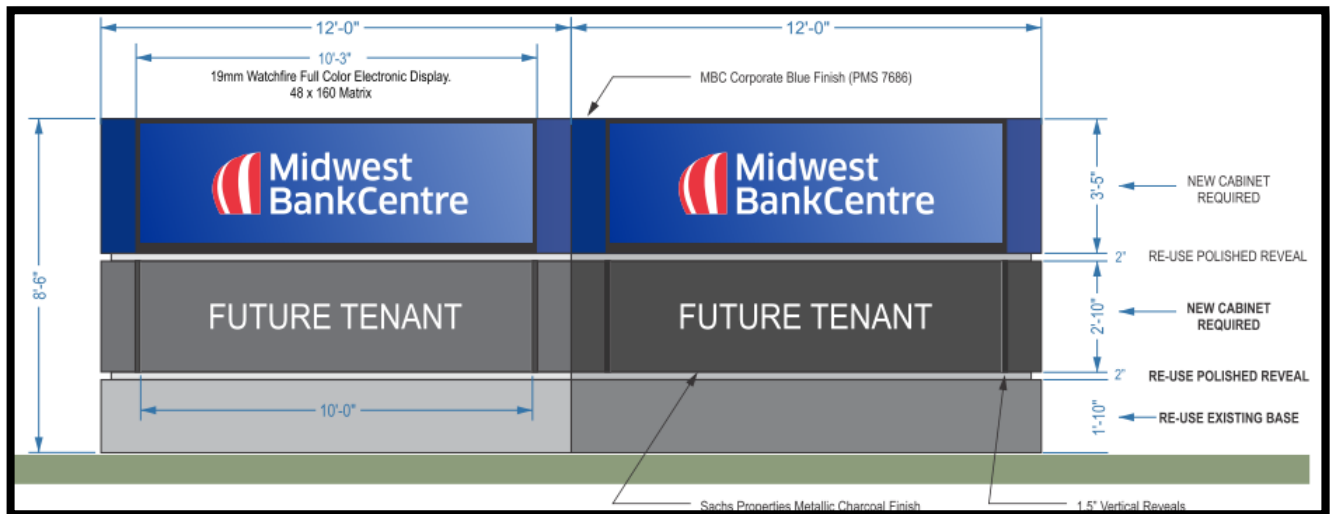 12'-0"
12'-0"
10'-3"
19mm Watchfire Full Color Electronic Display.
48 x 160 Matrix
MBC Corporate Blue Finish (PMS 7686)
Midwest
BankCentre
Midwest
BankCentre
3'-5"
NEW CABINET
REQUIRED
2"
RE-USE POLISHED REVEAL
8'-6"
FUTURE TENANT
FUTURE TENANT
2'-10"
NEW CABINET
REQUIRED
2"
RE-USE POLISHED REVEAL
10'-0"
1'-10"
RE-USE EXISTING BASE
Sachs Properties Metallic Charcoal Finish
1.5" Vertical Reveals